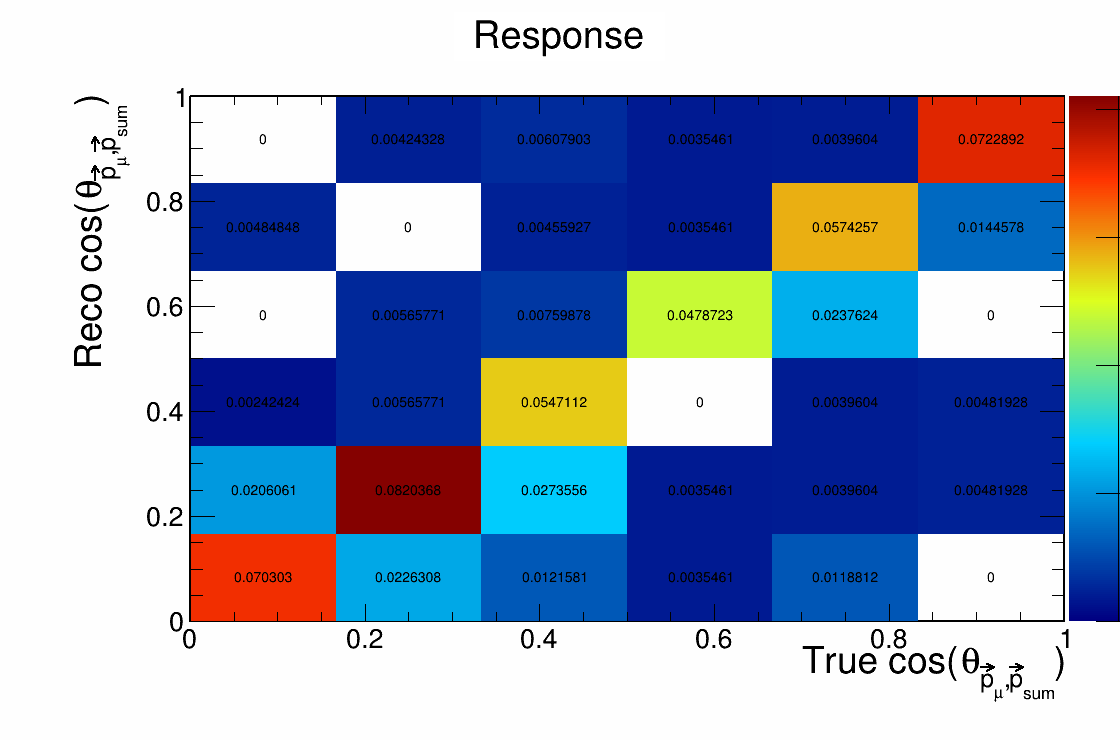 Response
Reco cos(θ p⃗μ,p⃗sum )
1
0.8
0.6
0.4
0.2
0
0 0.00424328 0.00607903 0.0035461 0.0039604 0.0722892
0.00484848 0 0.00455927 0.0035461 0.0574257 0.0144578
0 0.00565771 0.00759878 0.0478723 0.0237624 0
0.00242424 0.00565771 0.0547112 0 0.0039604 0.00481928
0.0206061 0.0820368 0.0273556 0.0035461 0.0039604 0.00481928
0.070303 0.0226308 0.0121581 0.0035461 0.0118812 0
0 0.2 0.4 0.6 0.8 1
True cos(θ p⃗μ,p⃗sum )